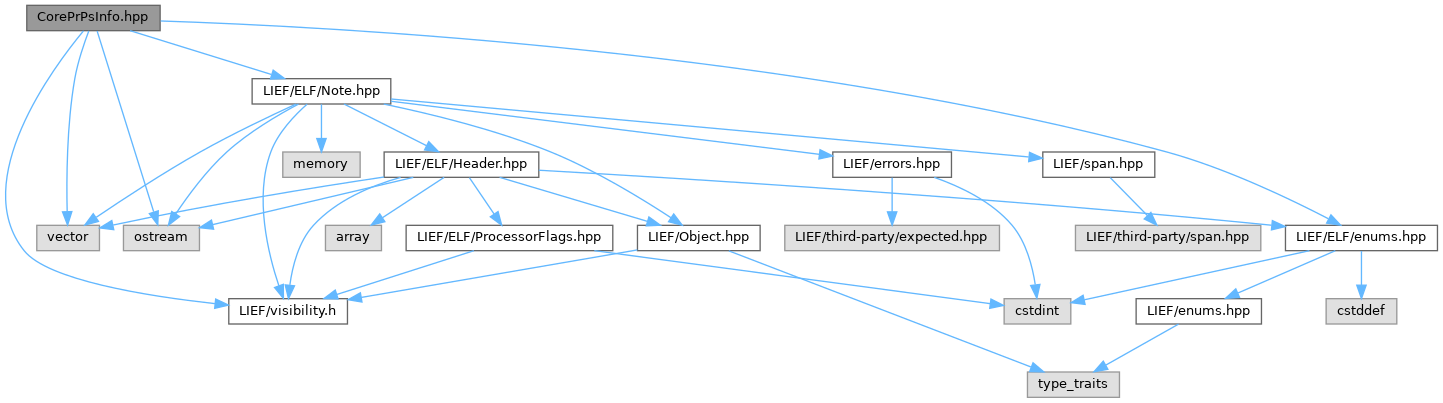 CorePrPsInfo.hpp
LIEF/ELF/Note.hpp
memory
LIEF/ELF/Header.hpp
LIEF/errors.hpp
LIEF/span.hpp
vector
ostream
array
LIEF/ELF/ProcessorFlags.hpp
LIEF/Object.hpp
LIEF/third-party/expected.hpp
LIEF/third-party/span.hpp
LIEF/ELF/enums.hpp
LIEF/visibility.h
cstdint
LIEF/enums.hpp
cstddef
type_traits